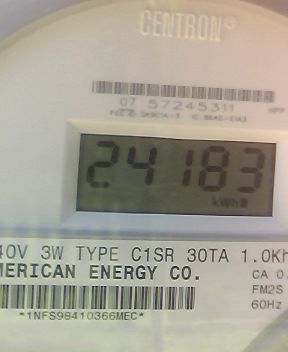 CENTRON®
07 57245311
24183
kWh
40V 3W TYPE C1SR 30TA 1.0Kh
MERICAN ENERGY CO.
CA 0.
FM2S
60Hz
*1NFS98410366MEC*